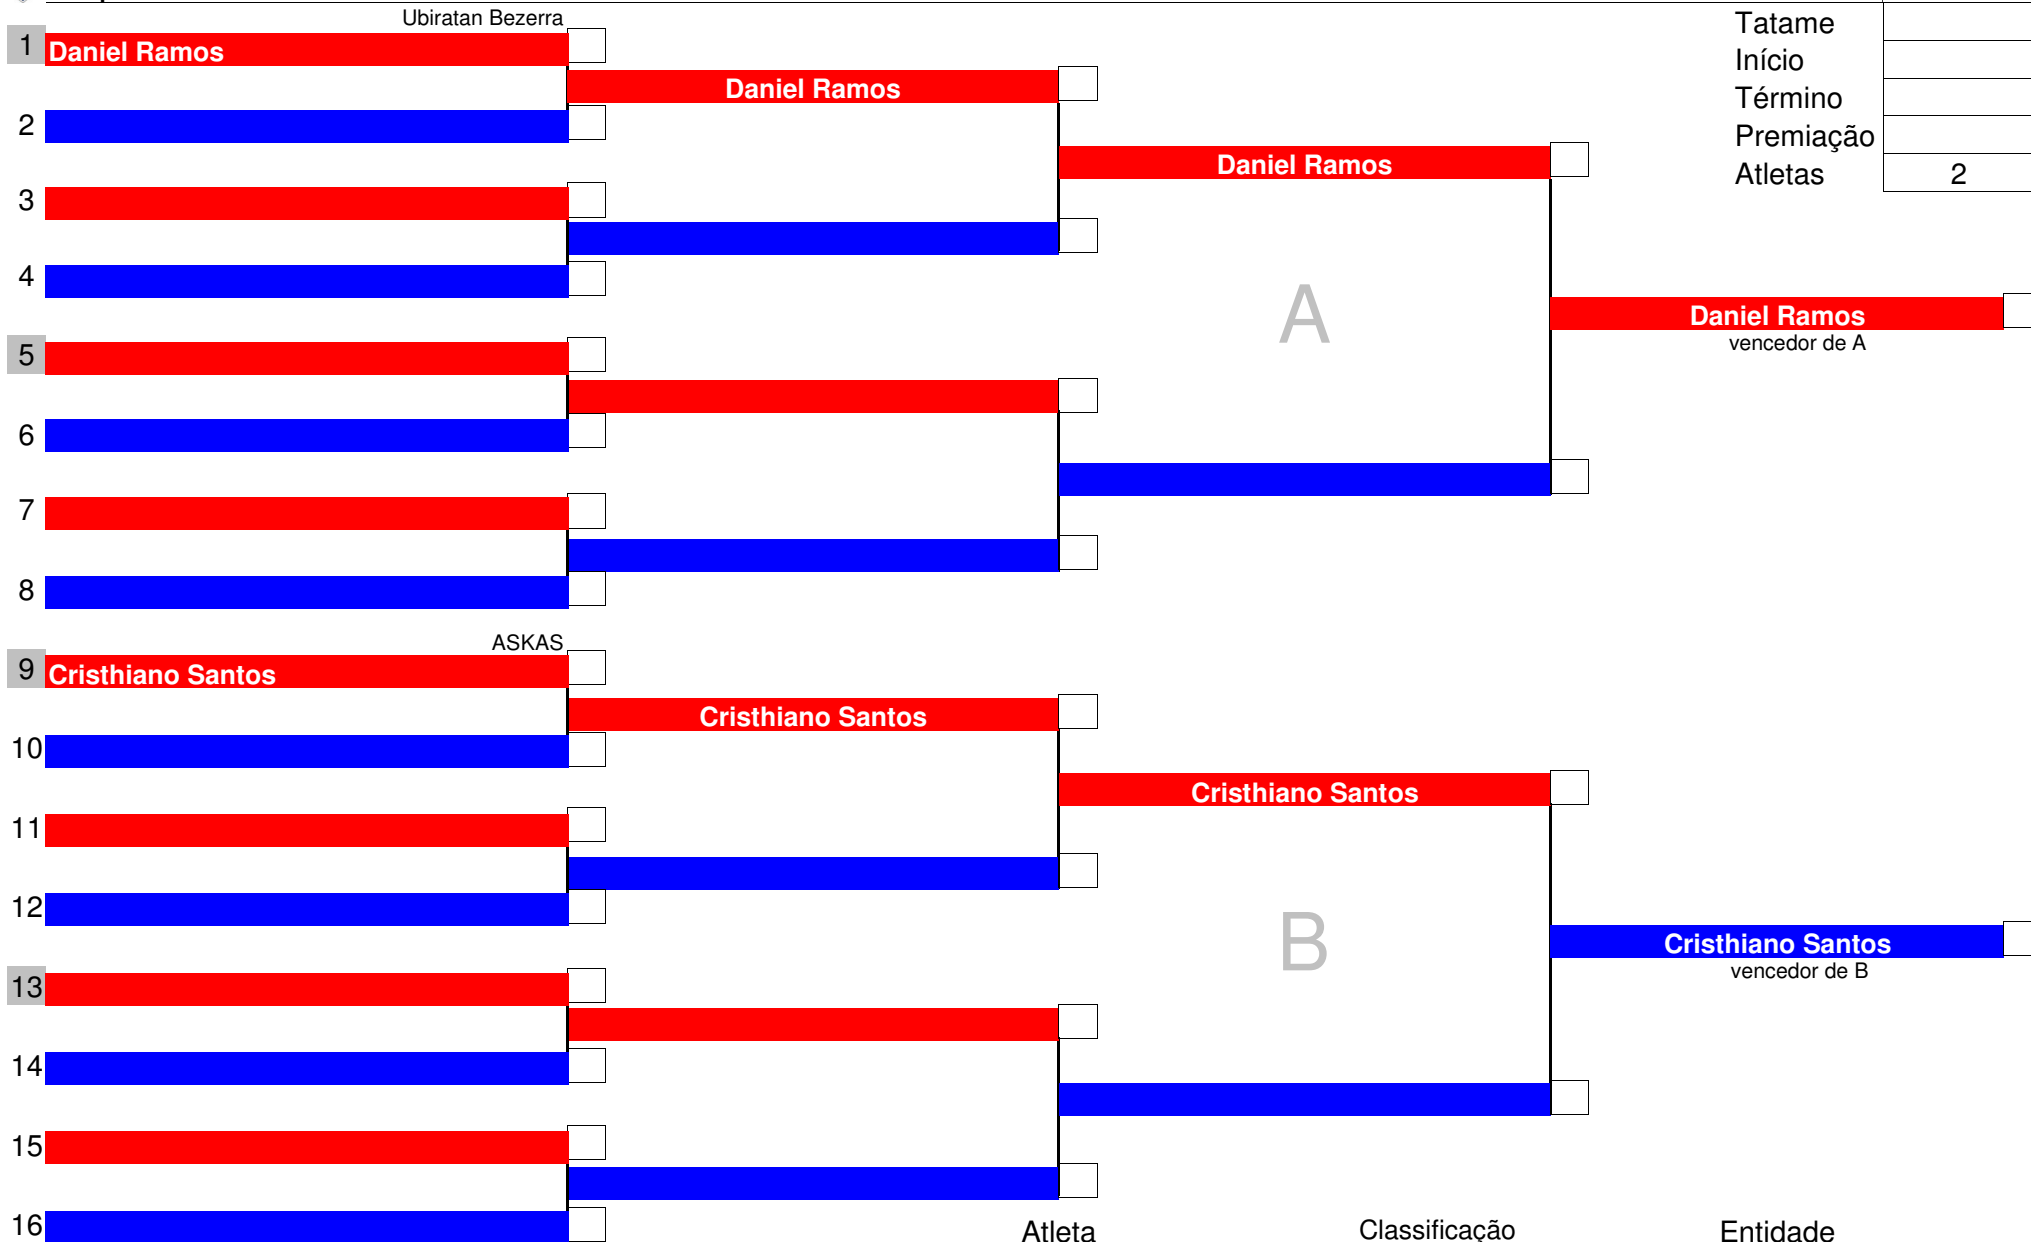 Ubiratan Bezerra
1 Daniel Ramos
Daniel Ramos
2
Daniel Ramos
3
4
A
Daniel Ramos
vencedor de A
5
6
7
8
ASKAS
9 Cristhiano Santos
Cristhiano Santos
10
Cristhiano Santos
11
12
B
Cristhiano Santos
vencedor de B
13
14
15
16
Tatame
Início
Término
Premiação
Atletas 2
Atleta Classificação Entidade